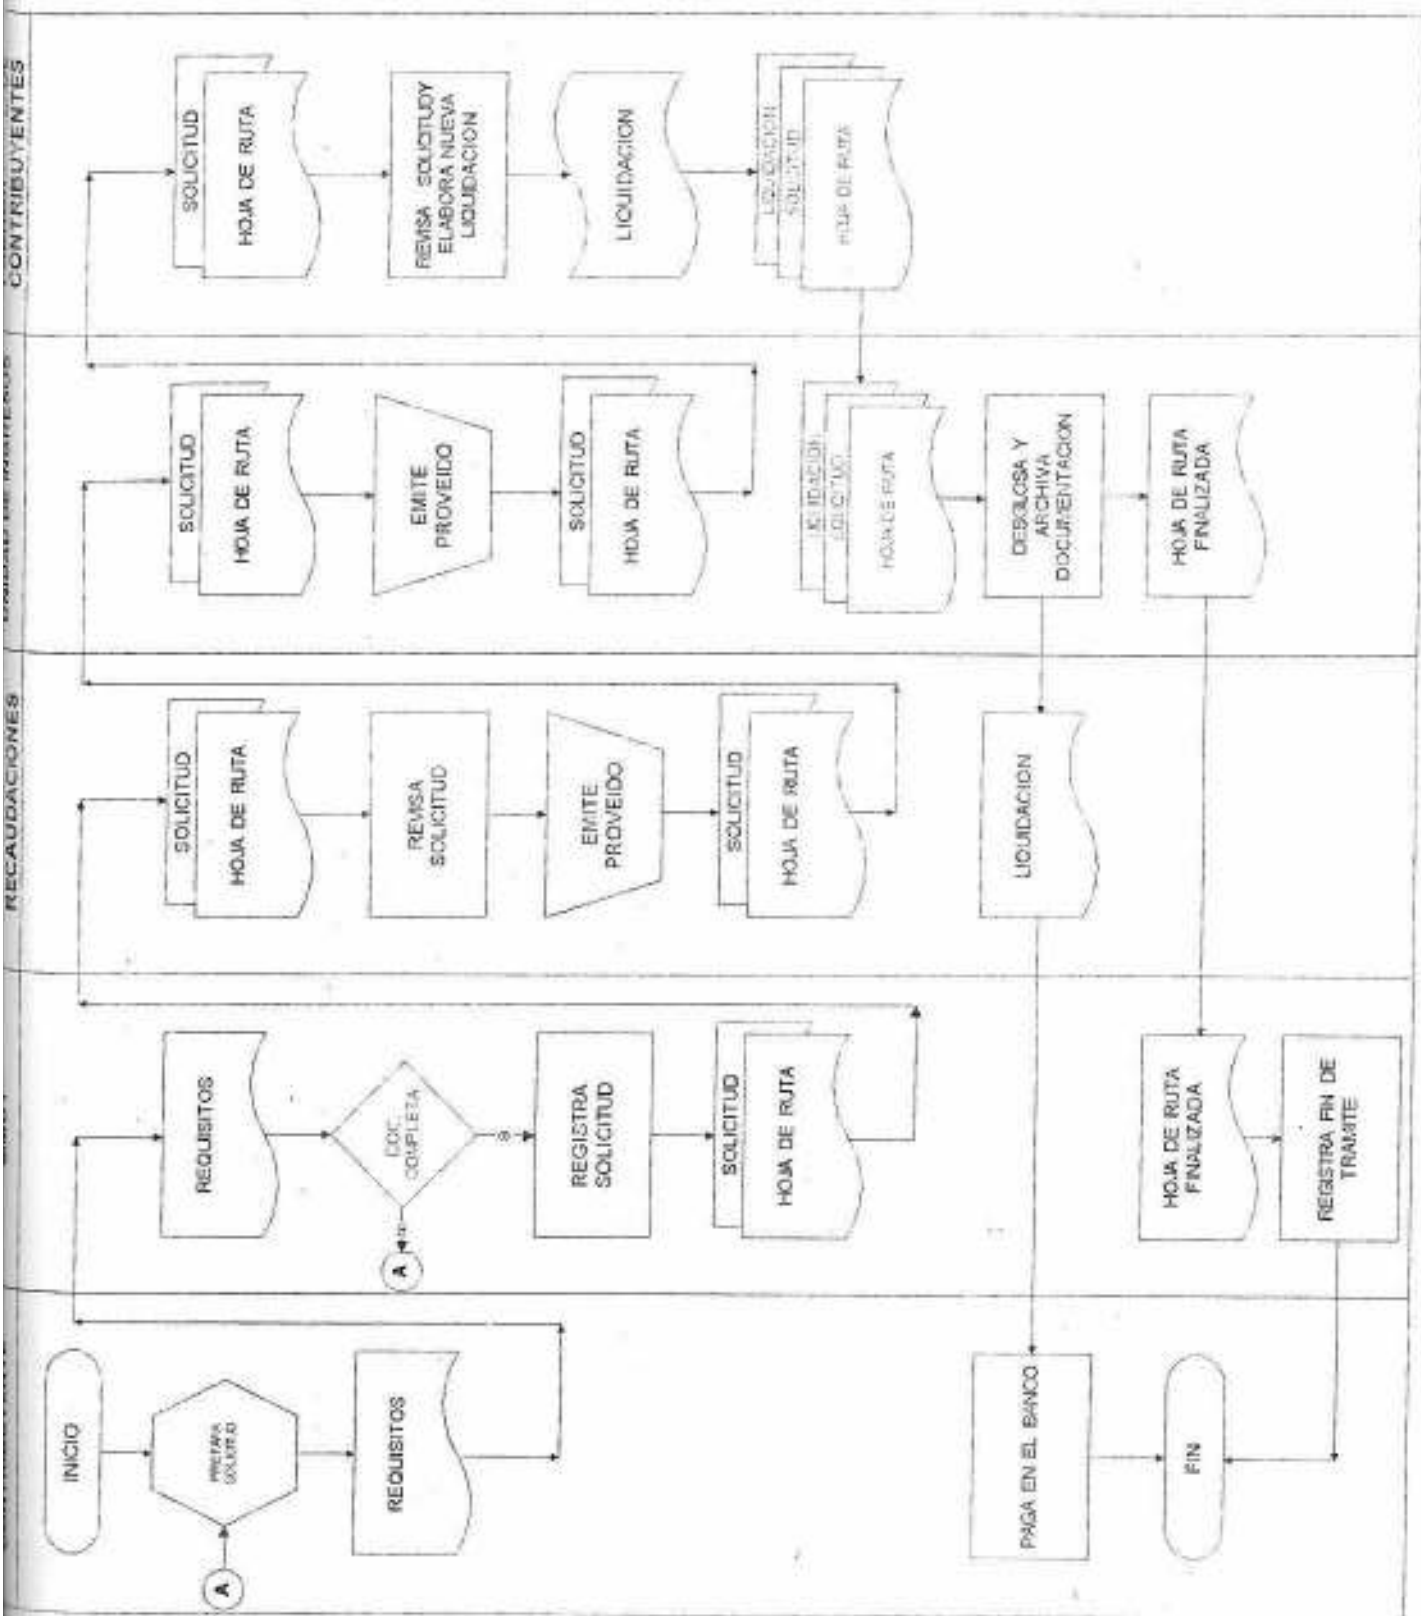 CONTRIBUYENTES
RECAUDACIONES
INICIO
A
SOLICITUD
REQUISITOS
PAGA EN EL BANCO
FIN
REQUISITOS
DOC.
COMPLETA
A
REGISTRA
SOLICITUD
SOLICITUD
HOJA DE RUTA
HOJA DE RUTA
FINALIZADA
REGISTRA FIN DE
TRAMITE
SOLICITUD
HOJA DE RUTA
REVISA
SOLICITUD
EMITE
PROVEIDO
SOLICITUD
HOJA DE RUTA
LIQUIDACION
SOLICITUD
HOJA DE RUTA
EMITE
PROVEIDO
SOLICITUD
HOJA DE RUTA
LIQUIDACION
SOLICITUD
HOJA DE RUTA
DESGLOSA Y
ARCHIVA
DOCUMENTACION
HOJA DE RUTA
FINALIZADA
SOLICITUD
HOJA DE RUTA
REVISA SOLICITUDY
ELABORA NUEVA
LIQUIDACION
LIQUIDACION
LIQUIDACION
SOLICITUD
HOJA DE RUTA